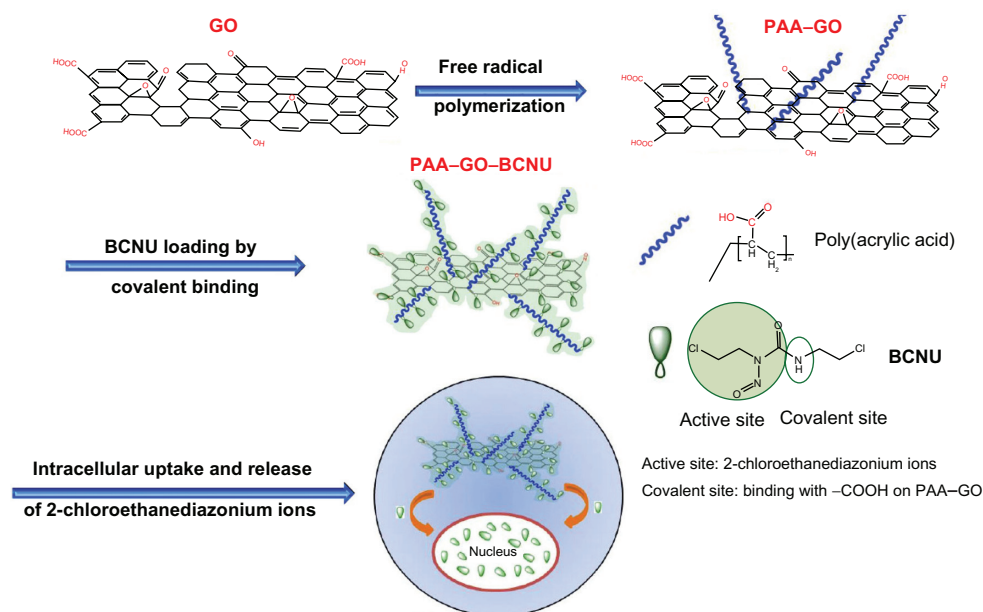 GO
HOOC
O
O
O
COOH
O
H
O
HOOC
OH
Free radical
polymerization
PAA–GO
HOOC
O
O
O
COOH
O
H
O
HOOC
OH
PAA–GO–BCNU
BCNU loading by
covalent binding
HO
O
C
C
H
C
H₂
n
Poly(acrylic acid)
O
Cl
N
N
H
Cl
N
O
BCNU
Active site
Covalent site
Active site: 2-chloroethanediazonium ions
Covalent site: binding with –COOH on PAA–GO
Intracellular uptake and release
of 2-chloroethanediazonium ions
Nucleus